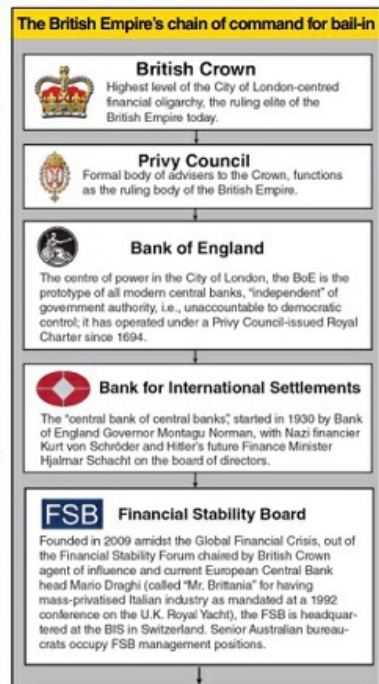 The British Empire's chain of command for bail-in
British Crown
Highest level of the City of London-centred
financial oligarchy, the ruling elite of the
British Empire today.
Privy Council
Formal body of advisers to the Crown, functions
as the ruling body of the British Empire.
Bank of England
The centre of power in the City of London, the BoE is the
prototype of all modern central banks, "independent" of
government authority, i.e., unaccountable to democratic
control; it has operated under a Privy Council-issued Royal
Charter since 1694.
Bank for International Settlements
The "central bank of central banks", started in 1930 by Bank
of England Governor Montagu Norman, with Nazi financier
Kurt von Schröder and Hitler's future Finance Minister
Hjalmar Schacht on the board of directors.
FSB
Financial Stability Board
Founded in 2009 amidst the Global Financial Crisis, out of
the Financial Stability Forum chaired by British Crown
agent of influence and current European Central Bank
head Mario Draghi (called "Mr. Brittania" for having
mass-privatised Italian industry as mandated at a 1992
conference on the U.K. Royal Yacht), the FSB is headquar-
tered at the BIS in Switzerland. Senior Australian bureau-
crats occupy FSB management positions.